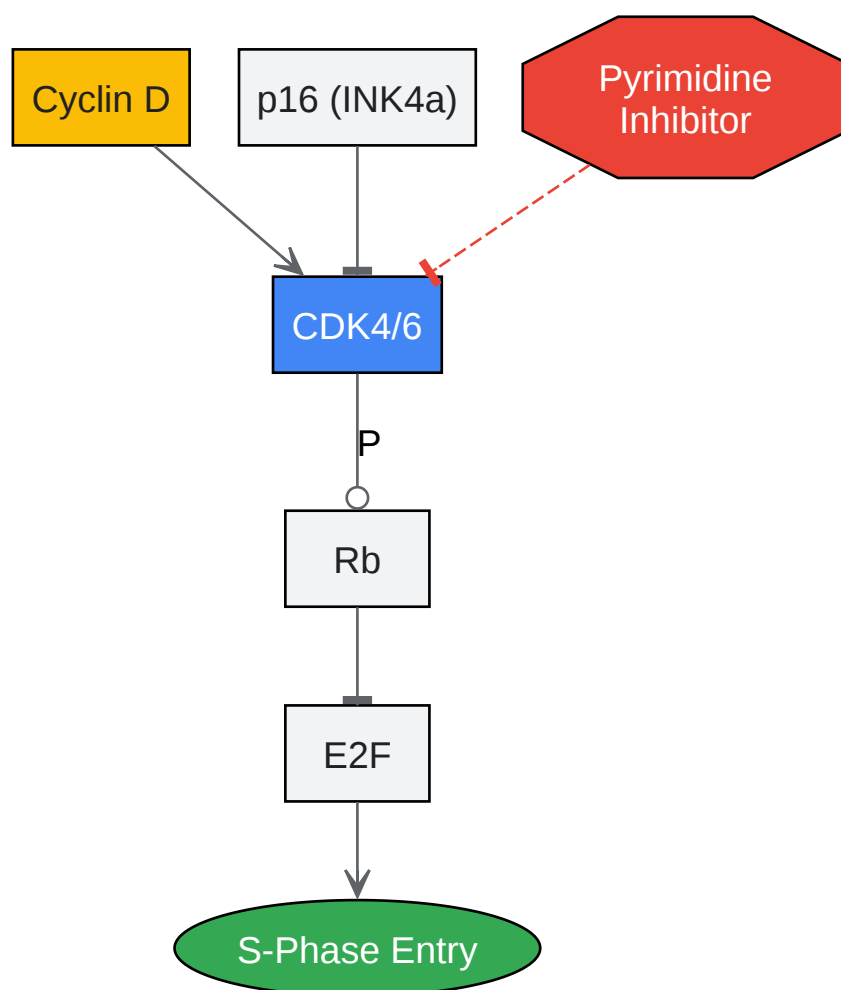 Cyclin D
p16 (INK4a)
Pyrimidine
Inhibitor
CDK4/6
P
Rb
E2F
S-Phase Entry